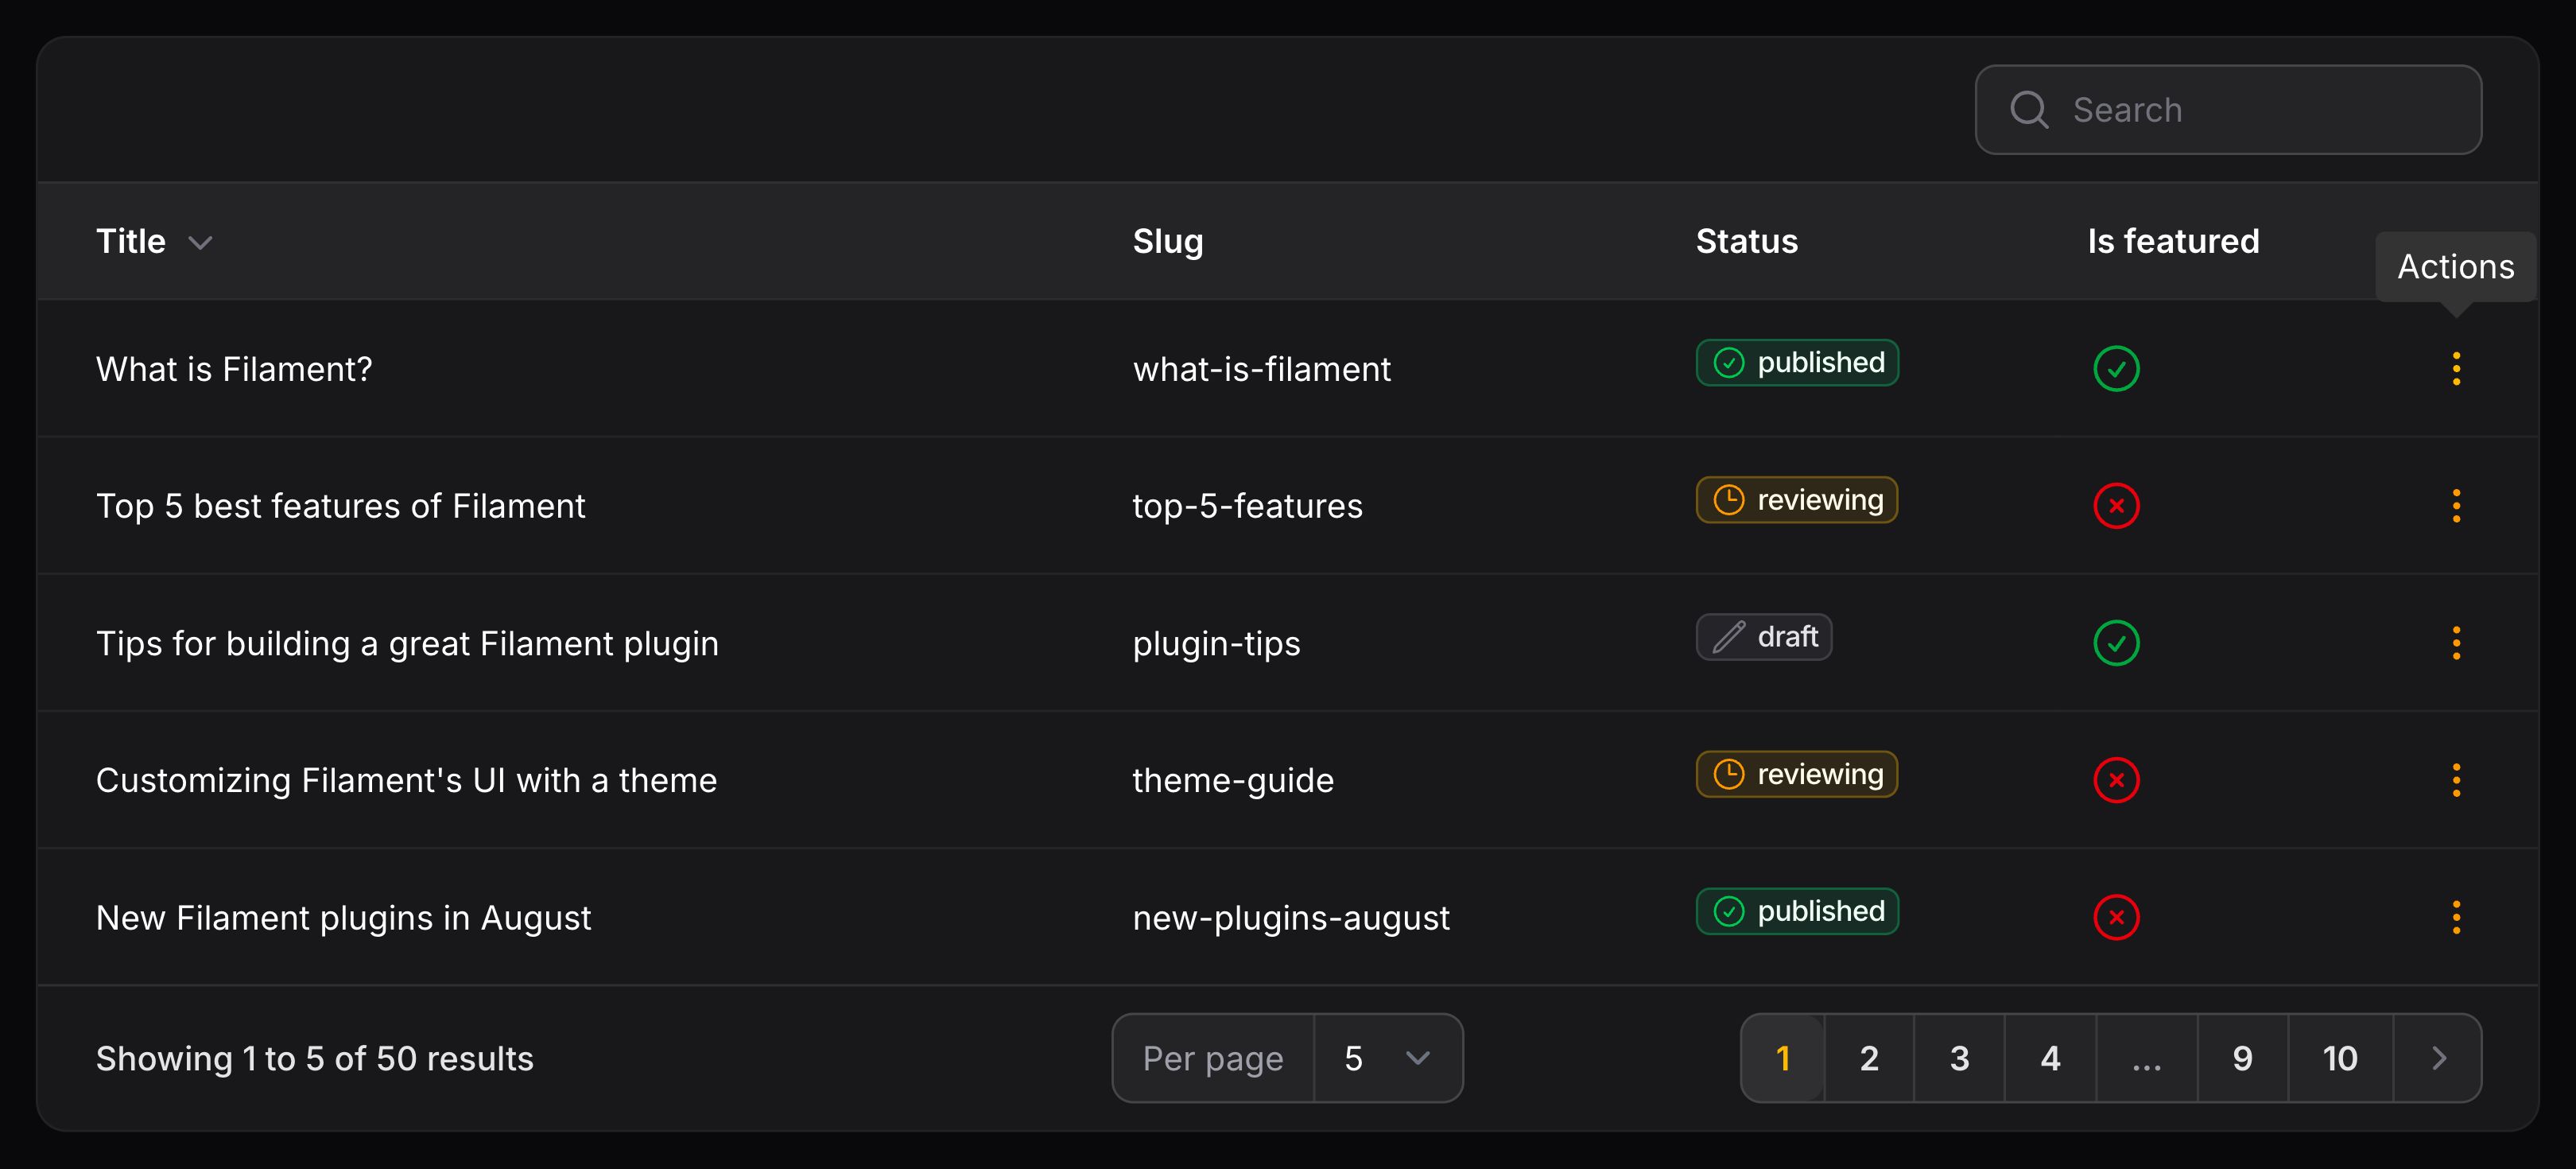 Search
Title Slug Status Is featured
Actions
What is Filament? what-is-filament published
Top 5 best features of Filament top-5-features reviewing
Tips for building a great Filament plugin plugin-tips draft
Customizing Filament's UI with a theme theme-guide reviewing
New Filament plugins in August new-plugins-august published
Showing 1 to 5 of 50 results Per page 5 1 2 3 4 ... 9 10